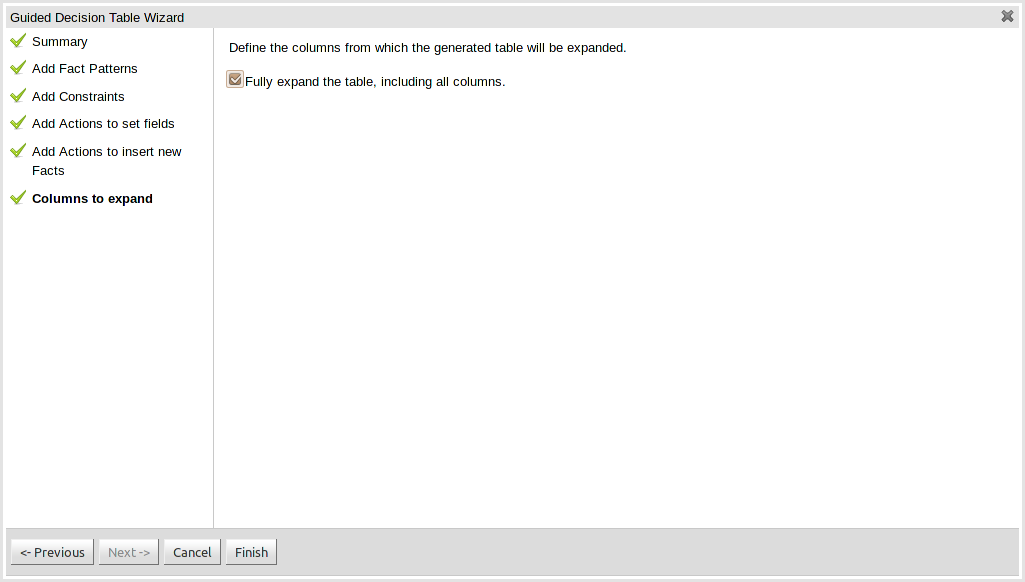 Guided Decision Table Wizard
Summary
Add Fact Patterns
Add Constraints
Add Actions to set fields
Add Actions to insert new
Facts
Columns to expand
Define the columns from which the generated table will be expanded.
Fully expand the table, including all columns.
<- Previous
Next ->
Cancel
Finish